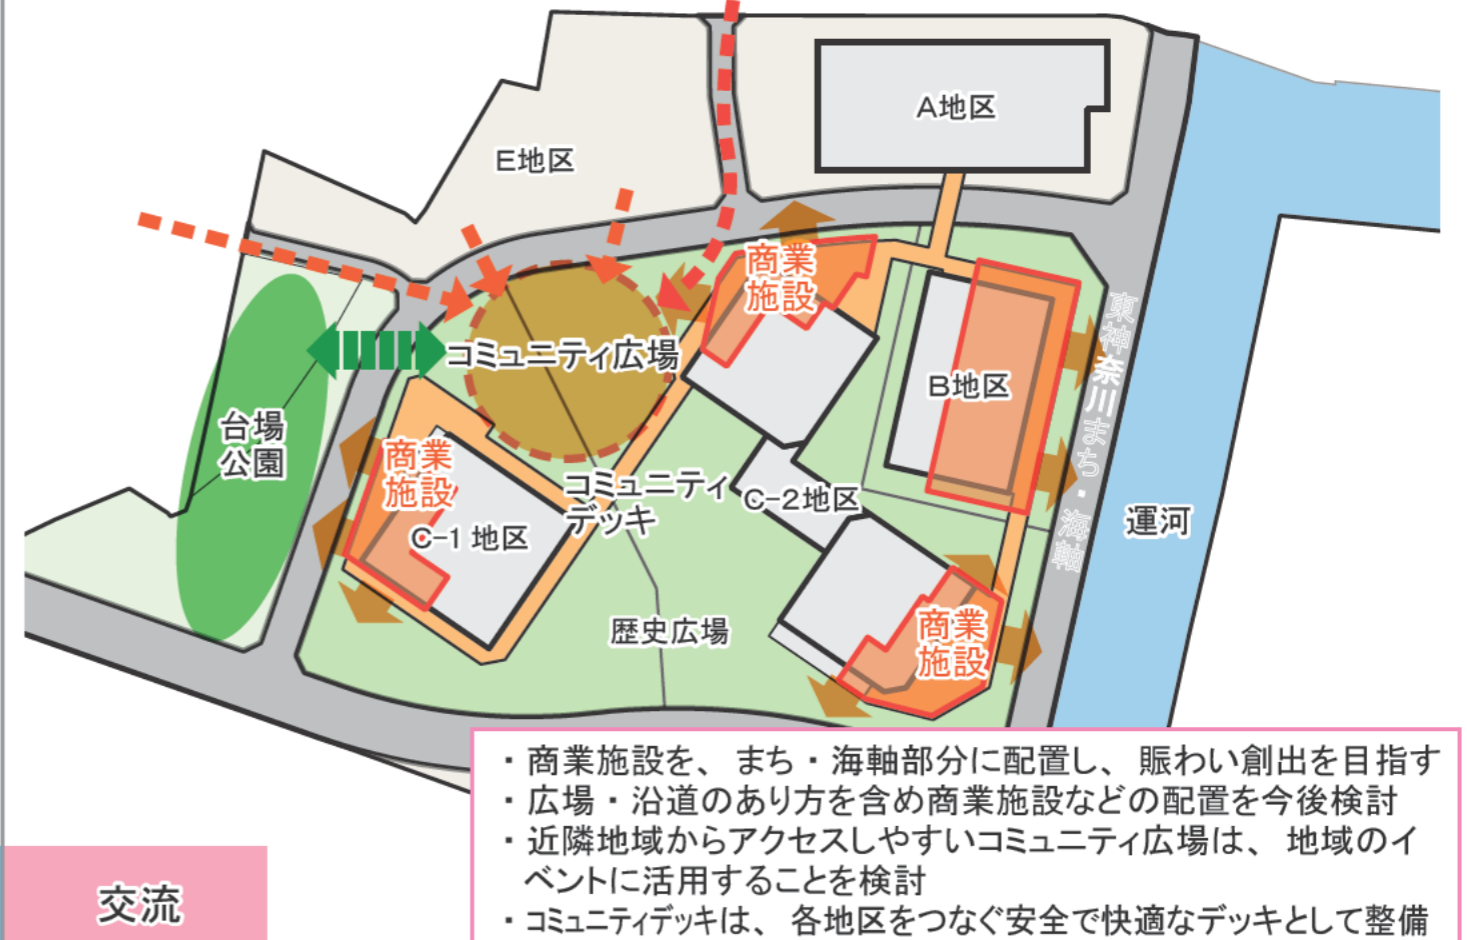 A地区
E地区
商業
施設
コミュニティ広場
B地区
東神奈川まち・海軸
台場
公園
商業
施設
コミュニティ
デッキ
C-2地区
C-1地区
運河
歴史広場
商業
施設
・商業施設を、まち・海軸部分に配置し、賑わい創出を目指す
・広場・沿道のあり方を含め商業施設などの配置を今後検討
・近隣地域からアクセスしやすいコミュニティ広場は、地域のイ
ベントに活用することを検討
・コミュニティデッキは、各地区をつなぐ安全で快適なデッキとして整備
交流